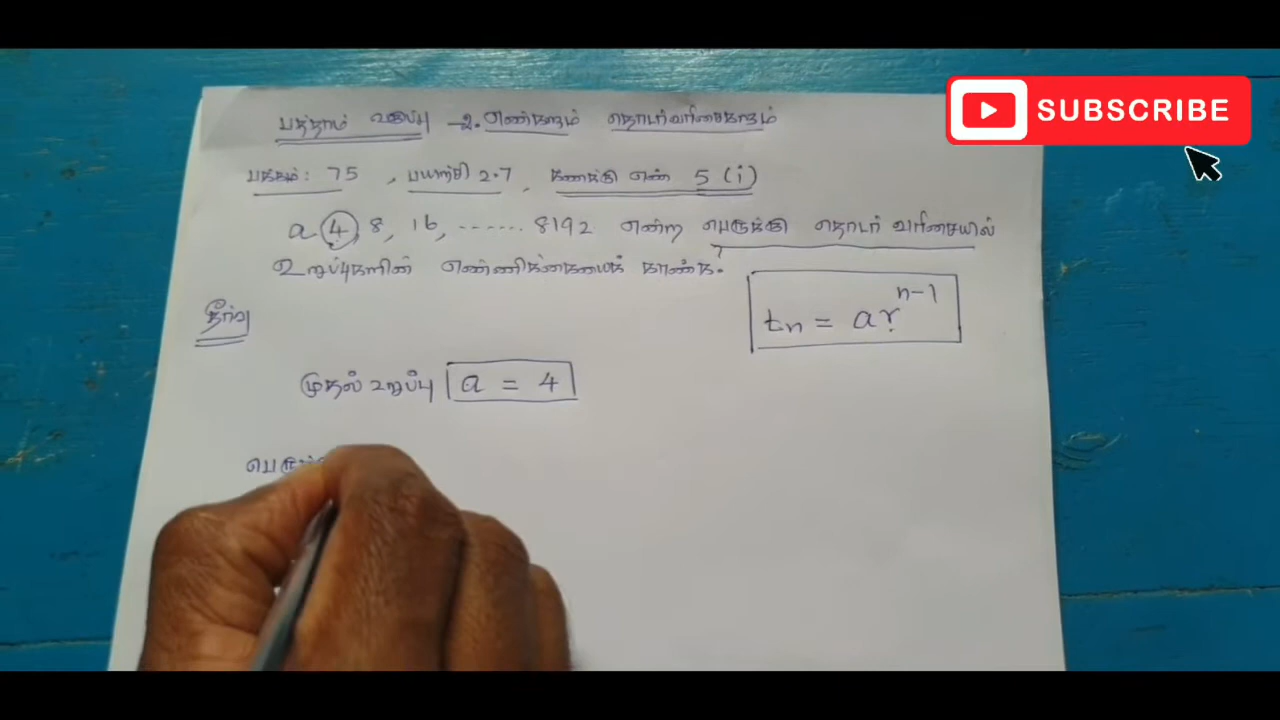 பத்தாம் வகுப்பு - 2. எண்களும் தொடர்வரிசைகளும்
SUBSCRIBE
பக்கம்: 75 , பயிற்சி 2.7 , கணக்கு எண் 5 (i)
a 4, 8, 16, ...... 8192 என்ற பெருக்கு தொடர் வரிசையில்
உறுப்புகளின் எண்ணிக்கையைக் காண்க?
tn = ar^n-1
தீர்வு
முதல் உறுப்பு a = 4